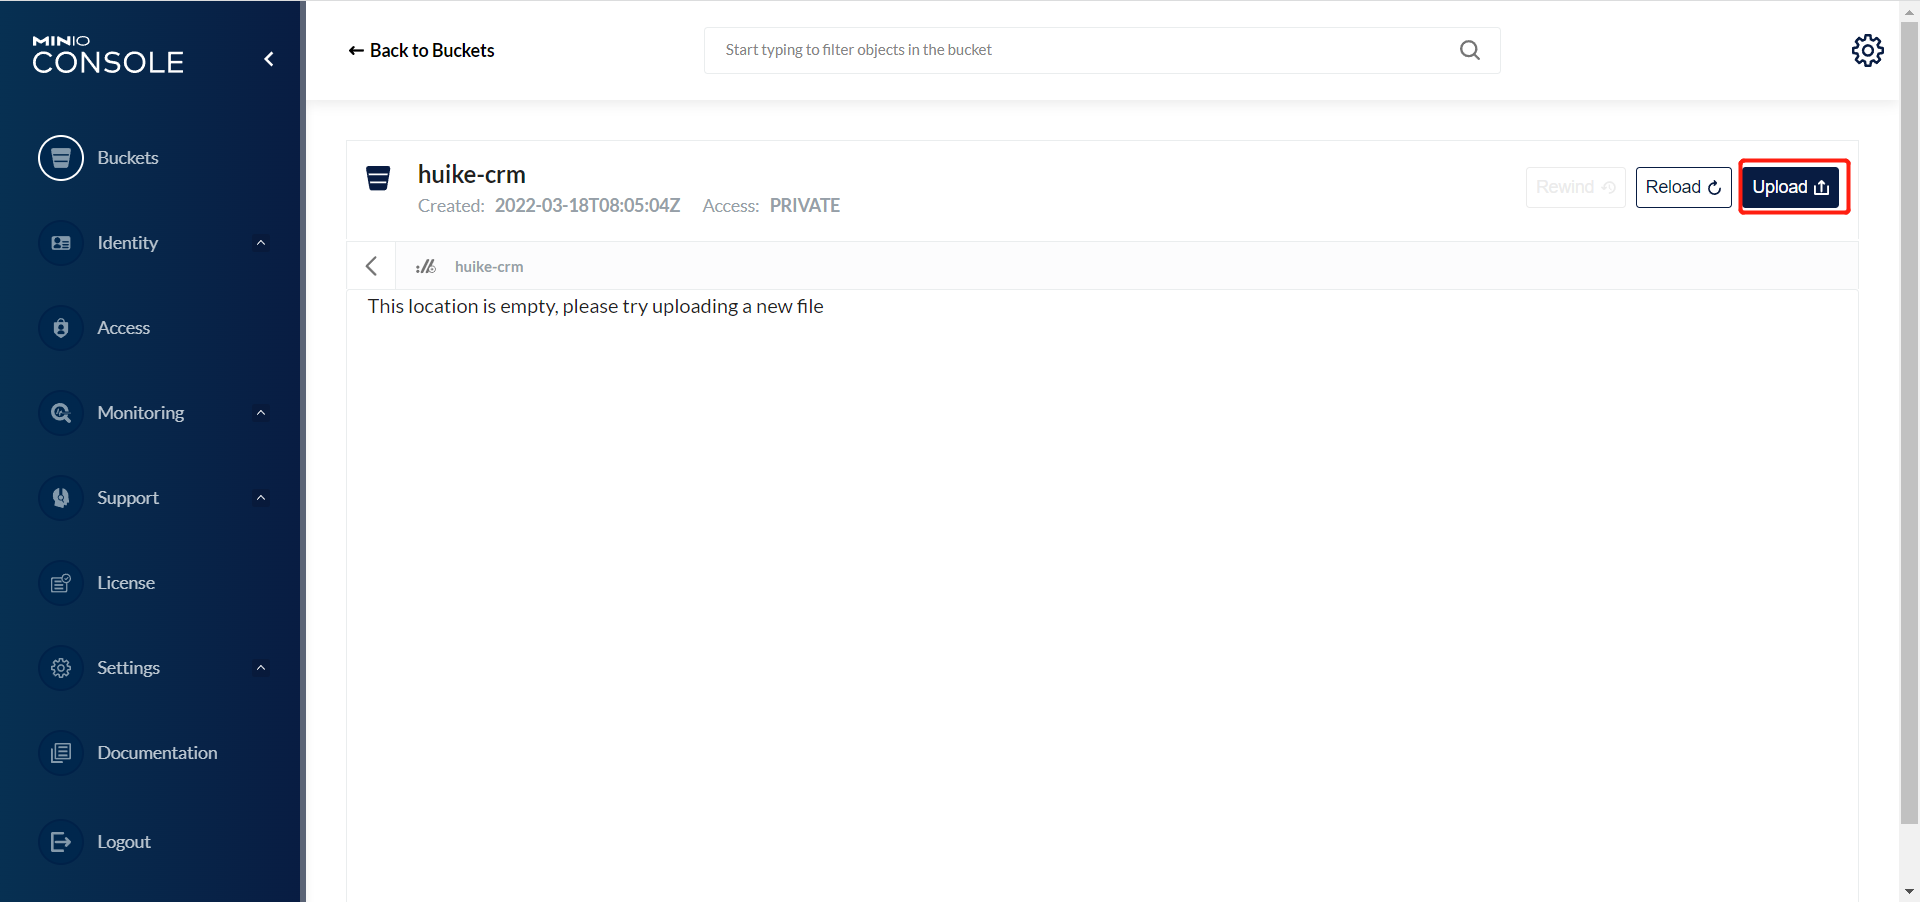 MINIO
CONSOLE
Buckets
Identity
Access
Monitoring
Support
License
Settings
Documentation
Logout
Back to Buckets
Start typing to filter objects in the bucket
huike-crm
Created: 2022-03-18T08:05:04Z Access: PRIVATE
Rewind
Reload
Upload
huike-crm
This location is empty, please try uploading a new file